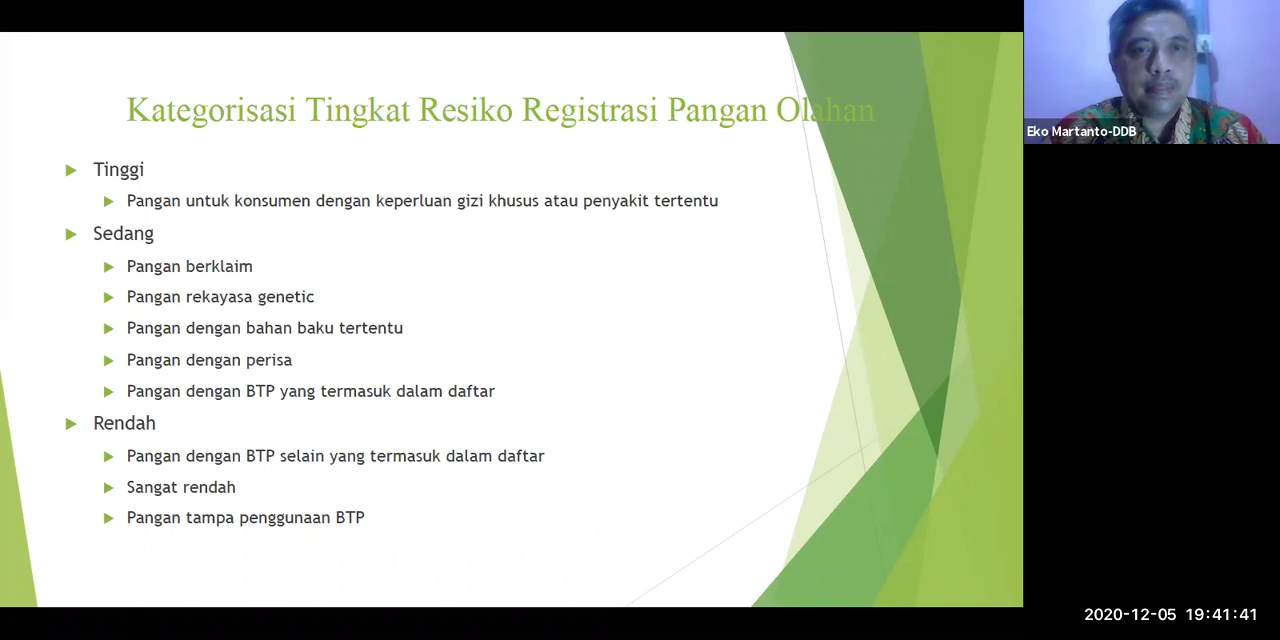 Kategorisasi Tingkat Resiko Registrasi Pangan Olahan
Tinggi
Pangan untuk konsumen dengan keperluan gizi khusus atau penyakit tertentu
Sedang
Pangan berklaim
Pangan rekayasa genetic
Pangan dengan bahan baku tertentu
Pangan dengan perisa
Pangan dengan BTP yang termasuk dalam daftar
Rendah
Pangan dengan BTP selain yang termasuk dalam daftar
Sangat rendah
Pangan tampa penggunaan BTP
Eko Martanto-DDB
2020-12-05 19:41:41